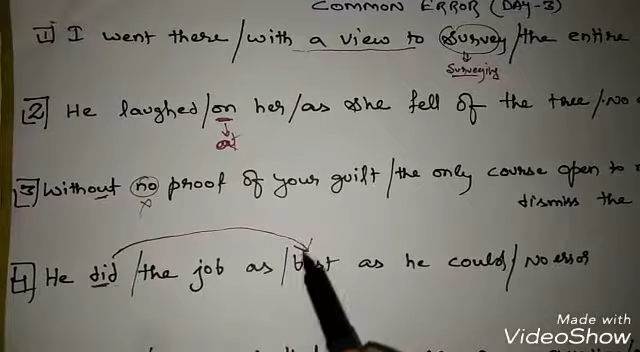 COMMON ERROR (DAY-3)
1 I went there/with a view to survey/the entire
Surveying
2 He laughed/on her/as she fell of the tree/.No
at
3 Without no proof of your guilt/the only course open to
x
dismiss the
4 He did/the job as/best as he could/No error
Made with
VideoShow